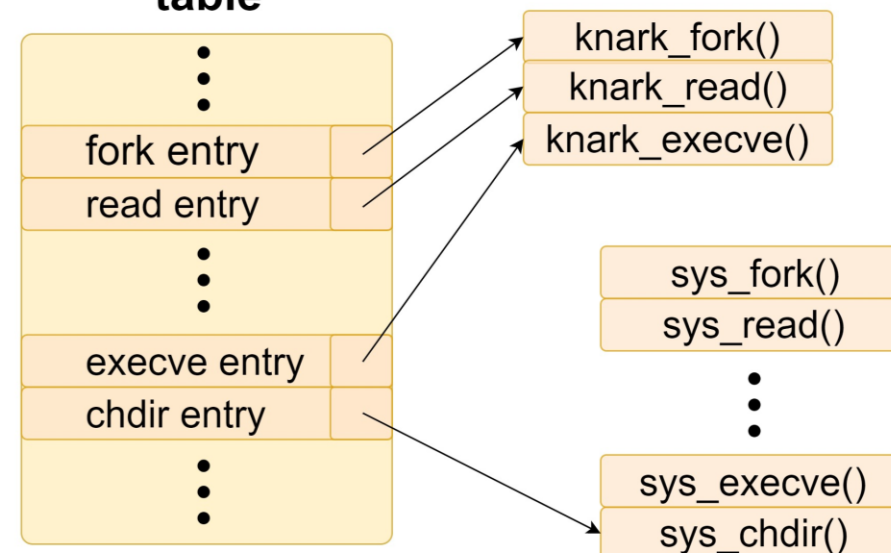 table
fork entry
read entry
execve entry
chdir entry
knark_fork()
knark_read()
knark_execve()
sys_fork()
sys_read()
sys_execve()
sys_chdir()